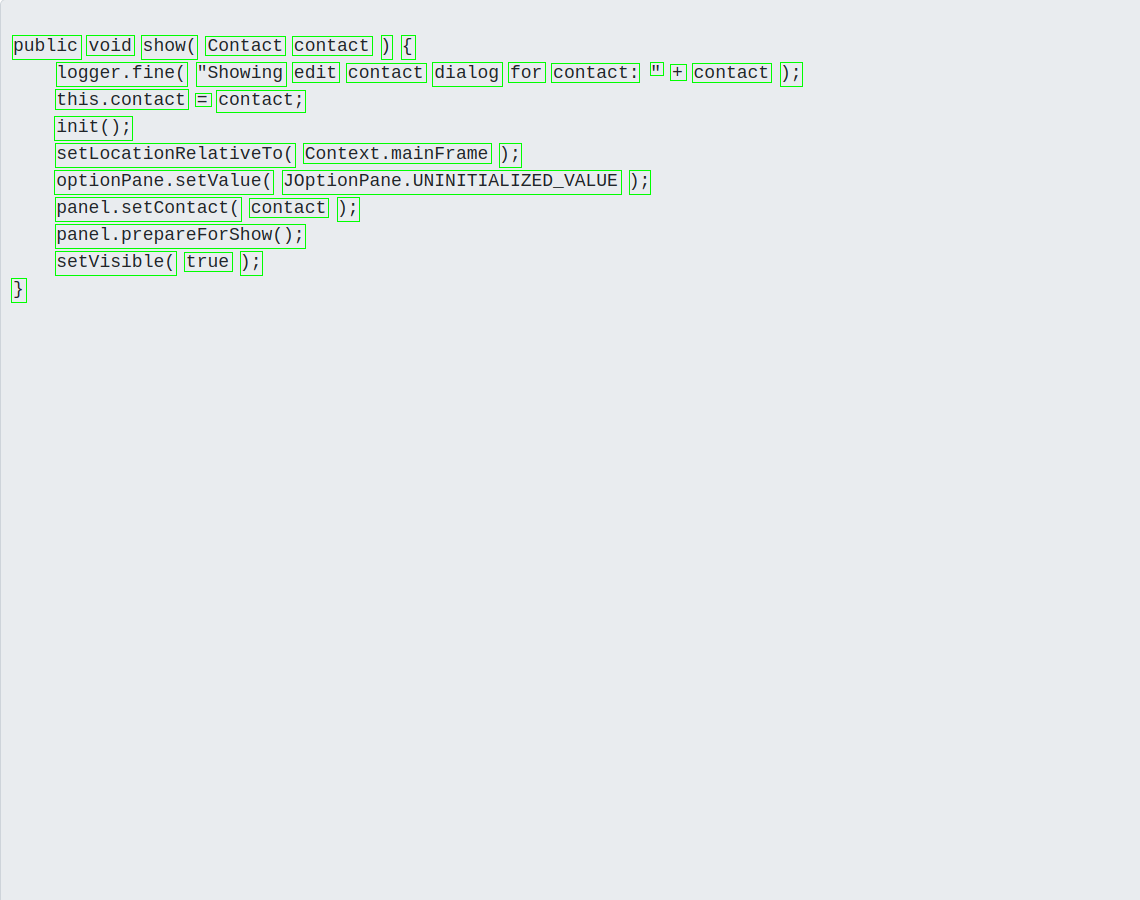 public void show( Contact contact ) {
logger.fine( "Showing edit contact dialog for contact: " + contact );
this.contact = contact;
init();
setLocationRelativeTo( Context.mainFrame );
optionPane.setValue( JOptionPane.UNINITIALIZED_VALUE );
panel.setContact( contact );
panel.prepareForShow();
setVisible( true );
}